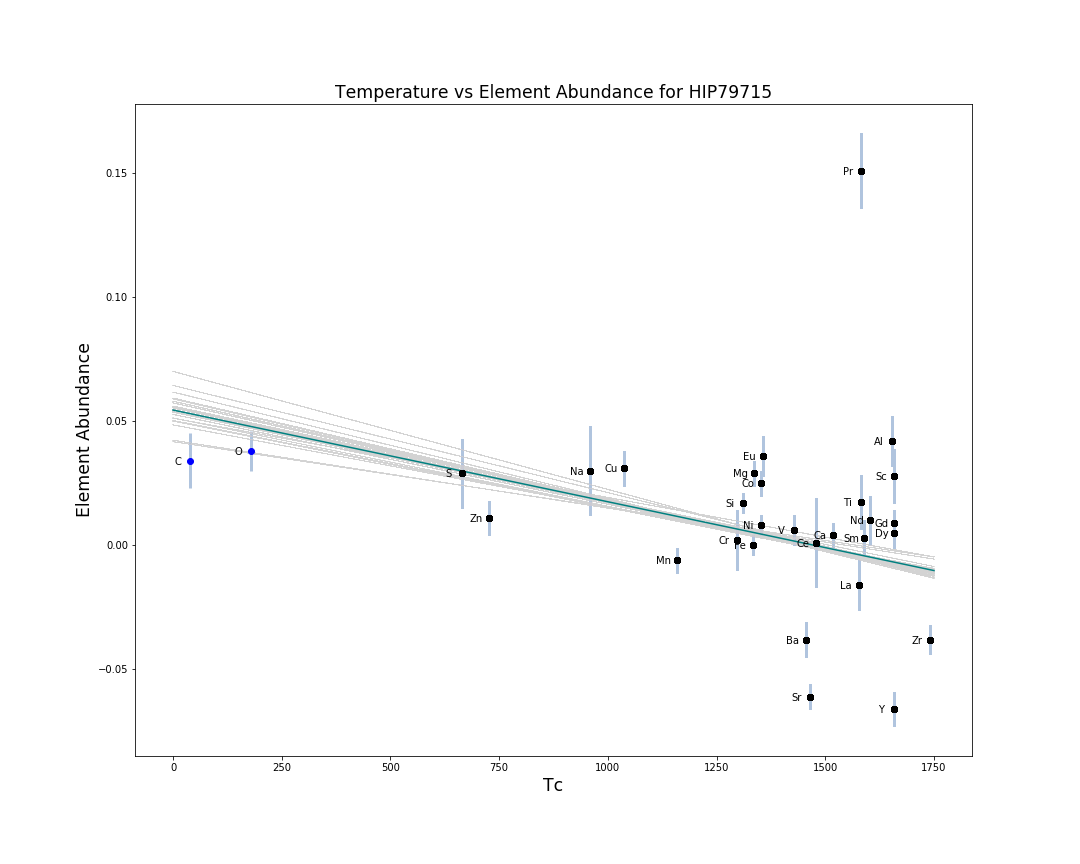 Temperature vs Element Abundance for HIP79715
Element Abundance
0.15
0.10
0.05
0.00
−0.05
Pr
Al
C
O
Eu
S
Na
Cu
Mg
Co
Sc
Si
Ti
Zn
Ni
V
Nd
Gd
Cr
Fe
Ca
Ce
Sm
Dy
Mn
La
Ba
Zr
Sr
Y
0
250
500
750
1000
1250
1500
1750
Tc